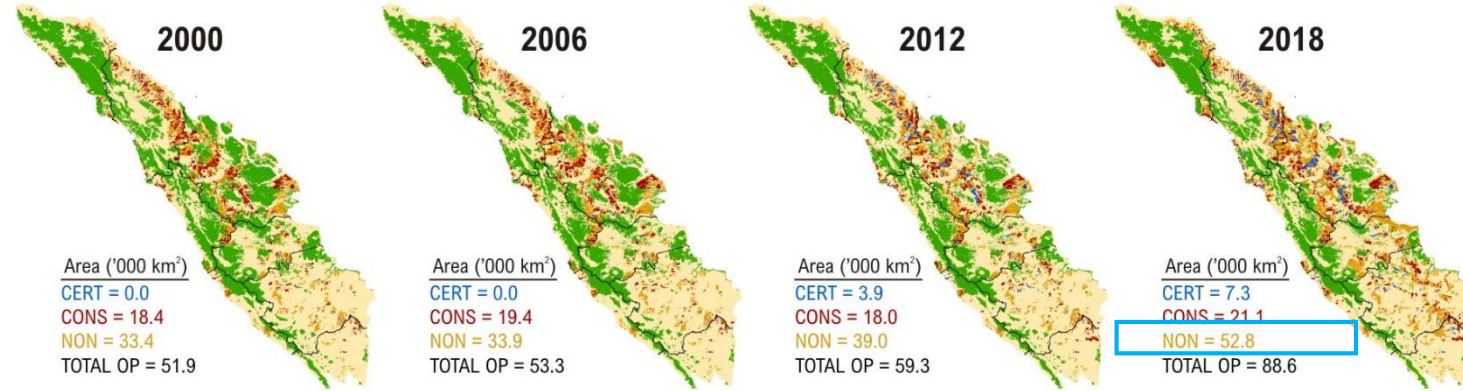 2000
Area ('000 km²)
CERT = 0.0
CONS = 18.4
NON = 33.4
TOTAL OP = 51.9
2006
Area ('000 km²)
CERT = 0.0
CONS = 19.4
NON = 33.9
TOTAL OP = 53.3
2012
Area ('000 km²)
CERT = 3.9
CONS = 18.0
NON = 39.0
TOTAL OP = 59.3
2018
Area ('000 km²)
CERT = 7.3
CONS = 21.1
NON = 52.8
TOTAL OP = 88.6